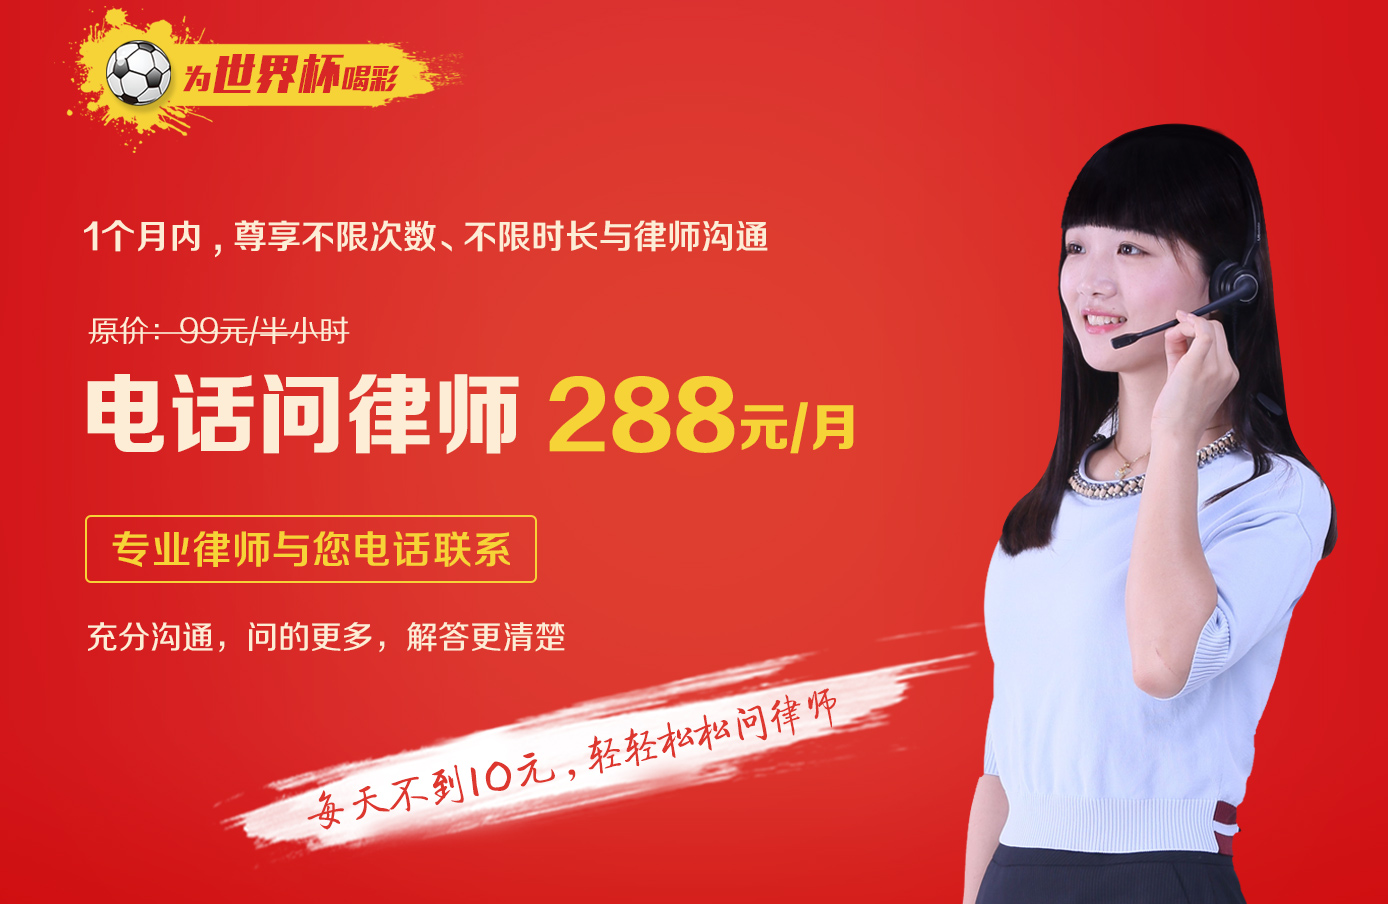 为世界杯喝彩
1个月内，尊享不限次数、不限时长与律师沟通
原价：99元/半小时
电话问律师 288元/月
专业律师与您电话联系
充分沟通，问的更多，解答更清楚
每天不到10元，轻轻松松问律师